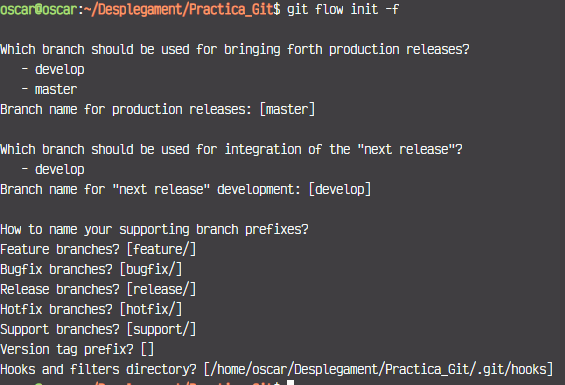 oscar@oscar:~/Desplegament/Practica_Git$ git flow init -f
Which branch should be used for bringing forth production releases?
- develop
- master
Branch name for production releases: [master]
Which branch should be used for integration of the "next release"?
- develop
Branch name for "next release" development: [develop]
How to name your supporting branch prefixes?
Feature branches? [feature/]
Bugfix branches? [bugfix/]
Release branches? [release/]
Hotfix branches? [hotfix/]
Support branches? [support/]
Version tag prefix? []
Hooks and filters directory? [/home/oscar/Desplegament/Practica_Git/.git/hooks]
oscar@oscar:~/Desplegament/Practica_Git$